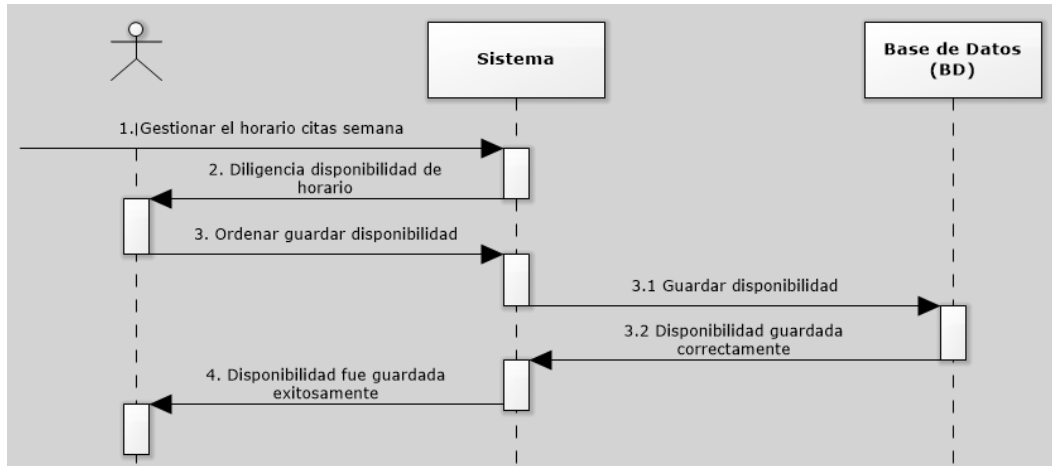 Sistema
Base de Datos
(BD)
1. Gestionar el horario citas semana
2. Diligencia disponibilidad de
horario
3. Ordenar guardar disponibilidad
3.1 Guardar disponibilidad
3.2 Disponibilidad guardada
correctamente
4. Disponibilidad fue guardada
exitosamente